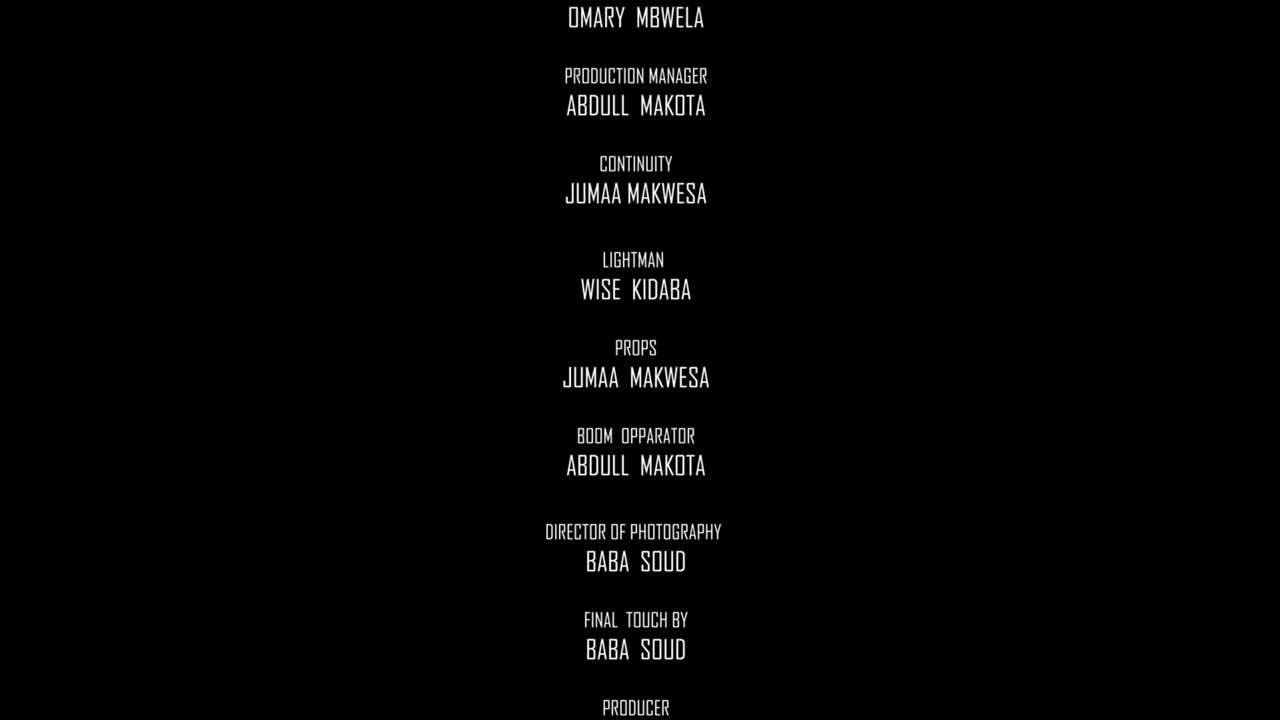 OMARY MBWELA
PRODUCTION MANAGER
ABDULL MAKOTA
CONTINUITY
JUMAA MAKWESA
LIGHTMAN
WISE KIDABA
PROPS
JUMAA MAKWESA
BOOM OPPARATOR
ABDULL MAKOTA
DIRECTOR OF PHOTOGRAPHY
BABA SOUD
FINAL TOUCH BY
BABA SOUD
PRODUCER